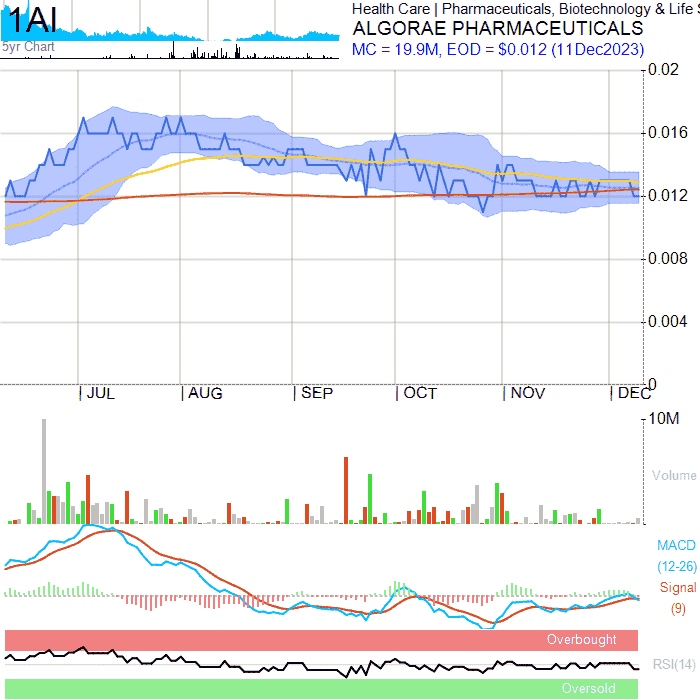 1AI
5yr Chart
Health Care | Pharmaceuticals, Biotechnology & Life S
ALGORAE PHARMACEUTICALS
MC = 19.9M, EOD = $0.012 (11Dec2023)
0.02
0.016
0.012
0.008
0.004
0
JUL AUG SEP OCT NOV DEC
10M
Volume
MACD
(12-26)
Signal
(9)
Overbought
RSI(14)
Oversold